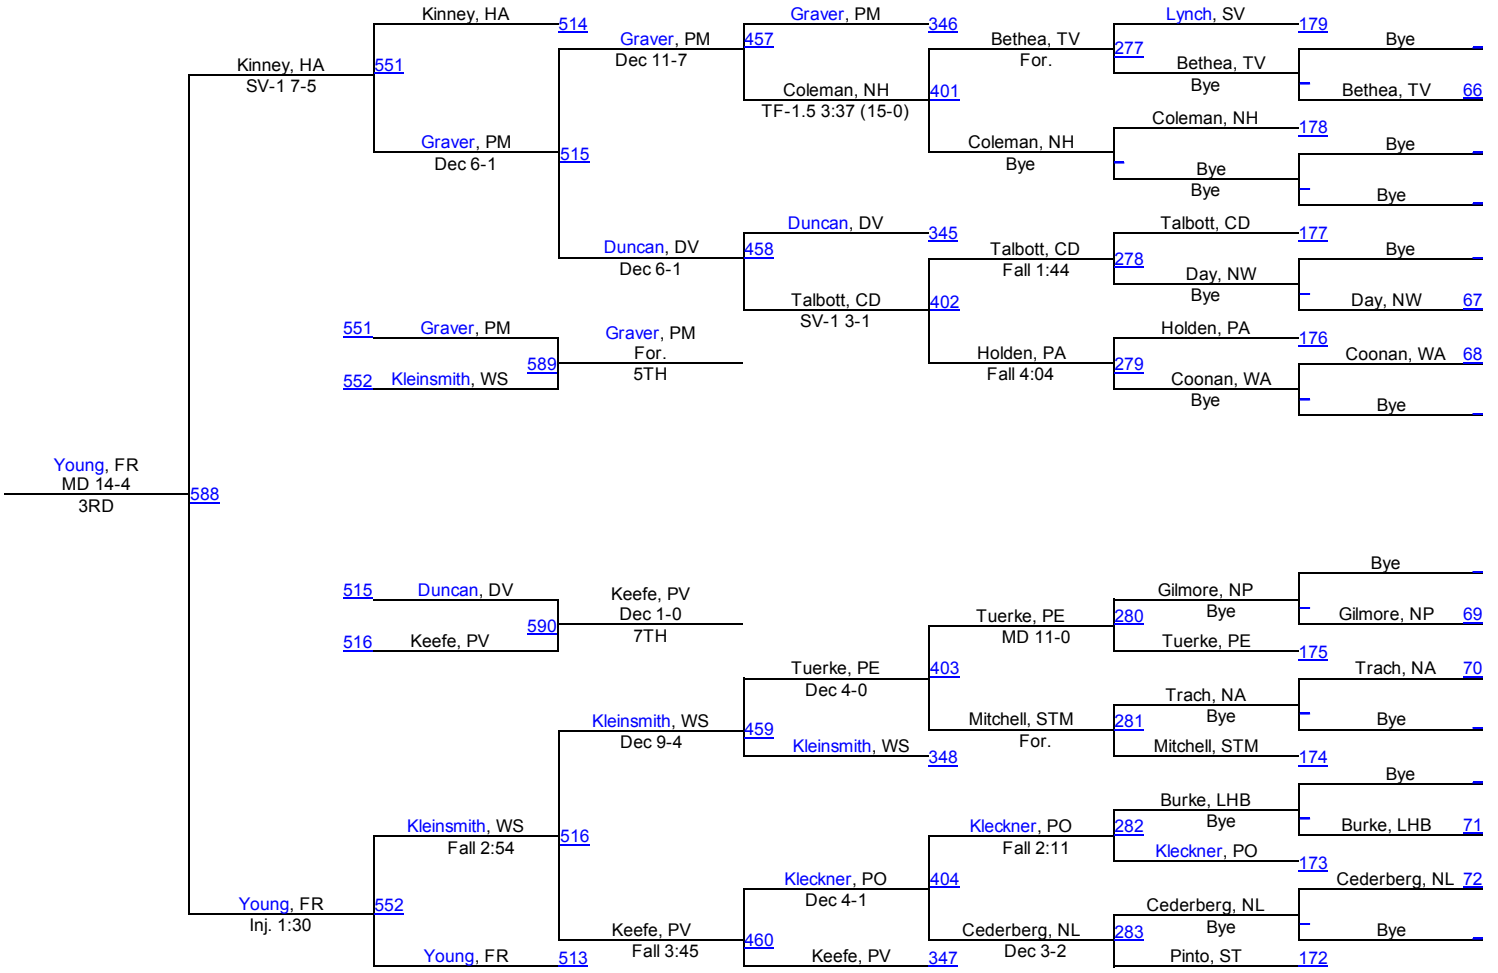 Kinney, HA
514
Graver, PM
346
Lynch, SV
179
Graver, PM
Dec 11-7
457
Bethea, TV
For.
277
Bye
Kinney, HA
SV-1 7-5
551
Bethea, TV
Bye
Coleman, NH
TF-1.5 3:37 (15-0)
401
Bethea, TV
66
Coleman, NH
178
Graver, PM
Dec 6-1
515
Coleman, NH
Bye
Bye
Bye
Bye
Bye
Duncan, DV
345
Talbott, CD
177
Duncan, DV
Dec 6-1
458
Talbott, CD
Fall 1:44
278
Bye
Day, NW
Bye
Talbott, CD
SV-1 3-1
402
Day, NW
67
551
Graver, PM
Graver, PM
For.
5TH
Holden, PA
176
589
Holden, PA
Fall 4:04
279
Coonan, WA
68
552
Kleinsmith, WS
Coonan, WA
Bye
Bye
Young, FR
MD 14-4
3RD
588
Bye
515
Duncan, DV
Keefe, PV
Dec 1-0
7TH
Gilmore, NP
Bye
590
Tuerke, PE
MD 11-0
280
Gilmore, NP
69
516
Keefe, PV
Tuerke, PE
175
Tuerke, PE
Dec 4-0
403
Trach, NA
70
Trach, NA
Bye
Kleinsmith, WS
Dec 9-4
459
Mitchell, STM
For.
281
Bye
Kleinsmith, WS
348
Mitchell, STM
174
Bye
Burke, LHB
Bye
Kleinsmith, WS
Fall 2:54
516
Kleckner, PO
Fall 2:11
282
Burke, LHB
71
Kleckner, PO
173
Kleckner, PO
Dec 4-1
404
Cederberg, NL
72
Young, FR
Inj. 1:30
552
Cederberg, NL
Bye
Keefe, PV
Fall 3:45
460
Cederberg, NL
Dec 3-2
283
Bye
Young, FR
513
Keefe, PV
347
Pinto, ST
172